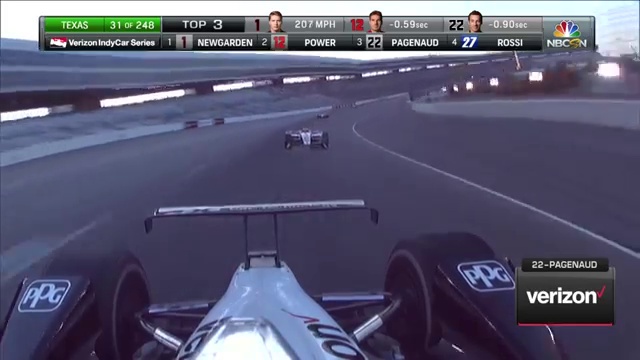 TEXAS 31 OF 248 TOP 3 1 207 MPH 12 -0.59sec 22 -0.90sec
Verizon IndyCar Series 1 1 NEWGARDEN 2 12 POWER 3 22 PAGENAUD 4 27 ROSSI NBCSN
22-PAGENAUD
verizon
PPG
PPG